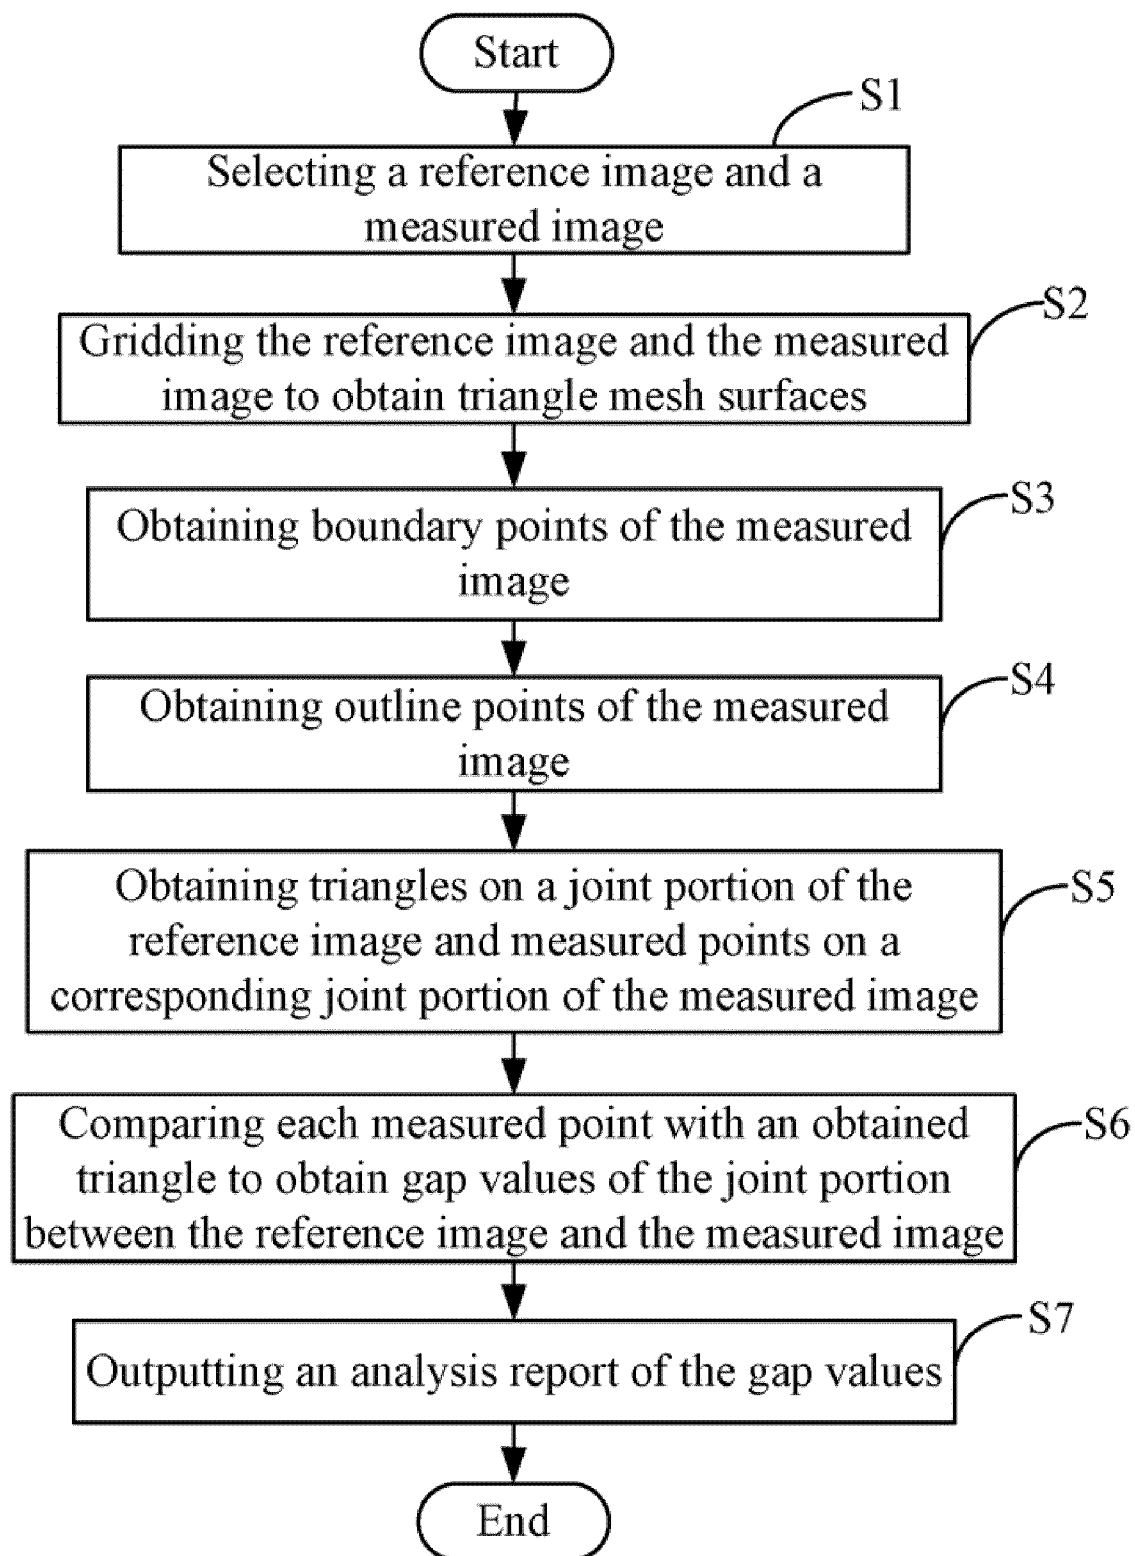 Start
S1
Selecting a reference image and a
measured image
S2
Gridding the reference image and the measured
image to obtain triangle mesh surfaces
S3
Obtaining boundary points of the measured
image
S4
Obtaining outline points of the measured
image
S5
Obtaining triangles on a joint portion of the
reference image and measured points on a
corresponding joint portion of the measured image
S6
Comparing each measured point with an obtained
triangle to obtain gap values of the joint portion
between the reference image and the measured image
S7
Outputting an analysis report of the gap values
End